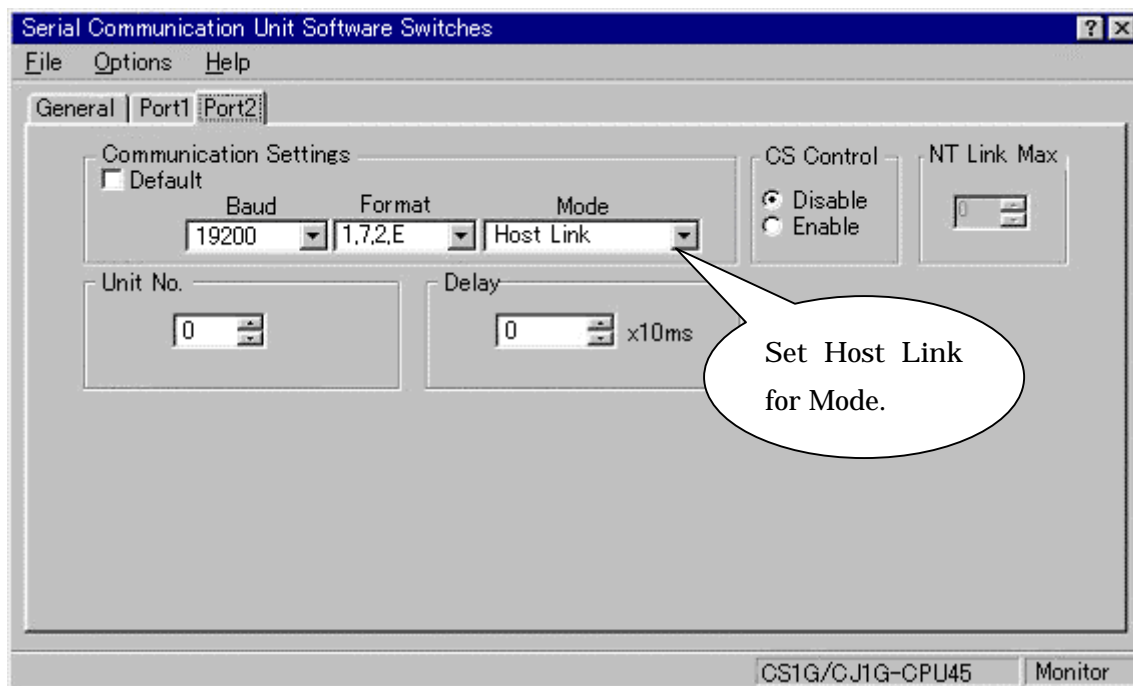 Serial Communication Unit Software Switches
File Options Help
General Port1 Port2
Communication Settings
Default
Baud Format Mode
19200 1,7,2,E Host Link
CS Control
Disable
Enable
NT Link Max
0
Unit No.
0
Delay
0 x10ms
Set Host Link
for Mode.
CS1G/CJ1G-CPU45 Monitor